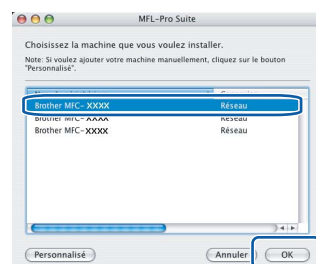 MFL-Pro Suite
Choisissez la machine que vous voulez installer.
Note: Si voulez ajouter votre machine manuellement, cliquez sur le bouton
"Personnalisé".
Brother MFC-XXXX Réseau
Brother MFC-XXXX Réseau
Brother MFC-XXXX Réseau
Personnalisé Annuler OK